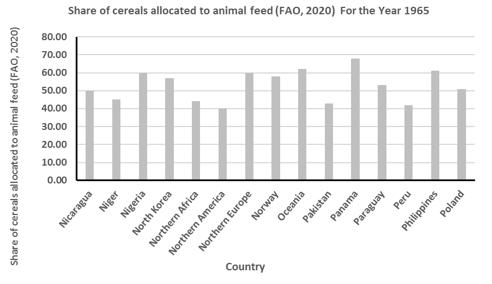 Share of cereals allocated to animal feed (FAO, 2020)  For the Year 1965
Share of cereals allocated to animal feed (FAO, 2020)
80.00
70.00
60.00
50.00
40.00
30.00
20.00
10.00
0.00
Nicaragua
Niger
Nigeria
North Korea
Northern Africa
Northern America
Northern Europe
Norway
Oceania
Pakistan
Panama
Paraguay
Peru
Philippines
Poland
Country